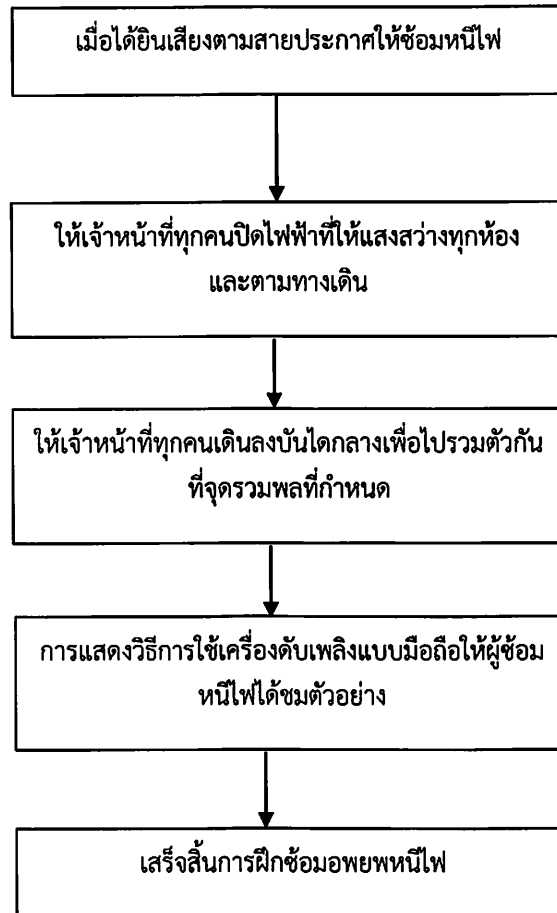 เมื่อได้ยินเสียงตามสายประกาศให้ซ้อมหนีไฟ
ให้เจ้าหน้าที่ทุกคนปิดไฟฟ้าที่ให้แสงสว่างทุกห้อง
และตามทางเดิน
ให้เจ้าหน้าที่ทุกคนเดินลงบันไดกลางเพื่อไปรวมตัวกัน
ที่จุดรวมพลที่กำหนด
การแสดงวิธีการใช้เครื่องดับเพลิงแบบมือถือให้ผู้ซ้อม
หนีไฟได้ชมตัวอย่าง
เสร็จสิ้นการฝึกซ้อมอพยพหนีไฟ